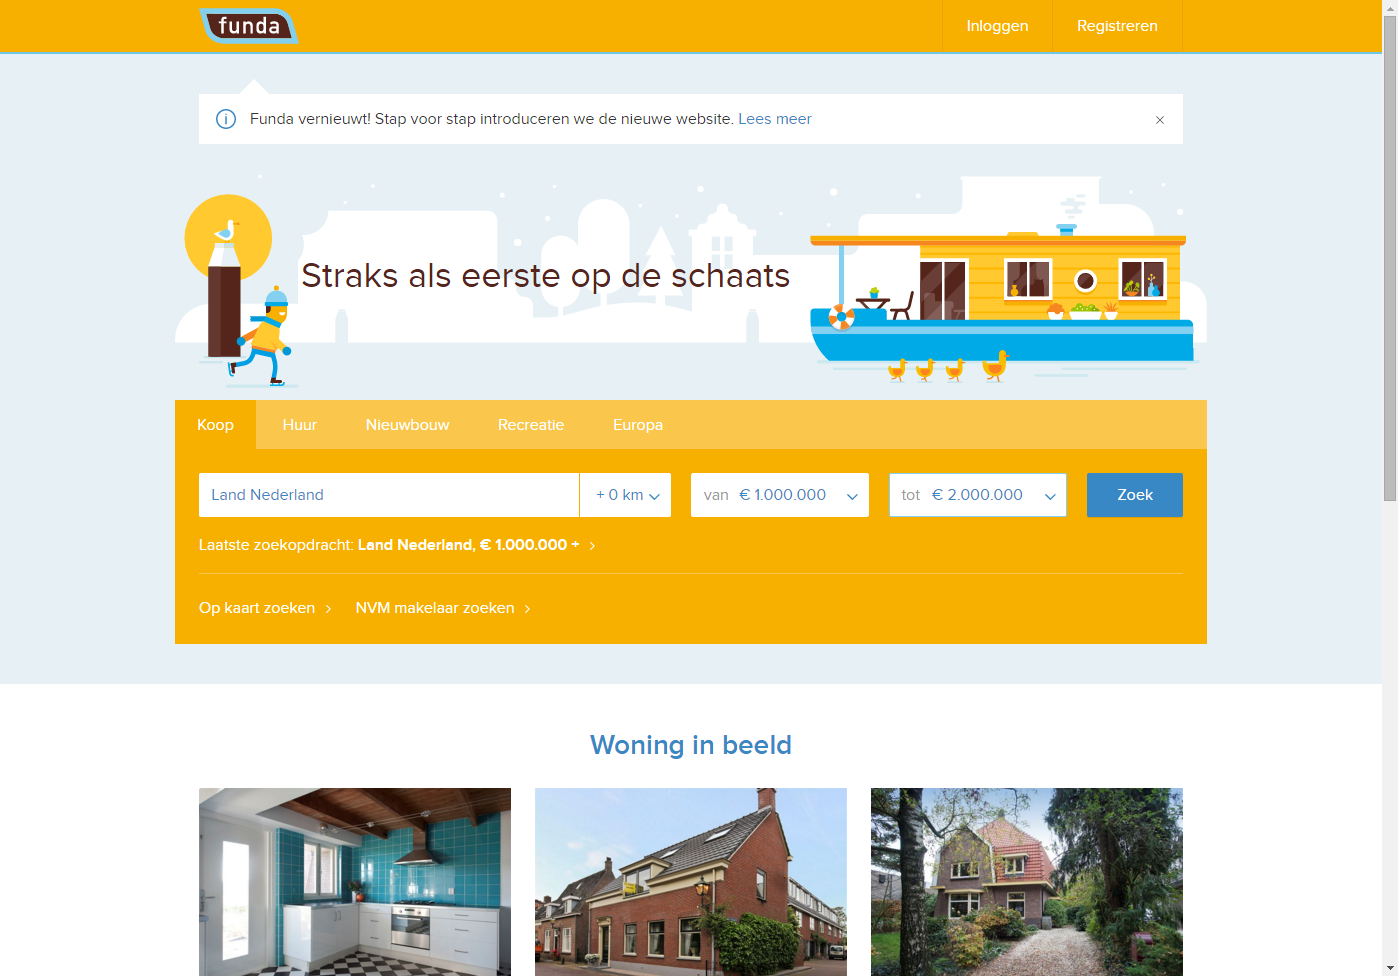 funda
Inloggen
Registreren
Funda vernieuwt! Stap voor stap introduceren we de nieuwe website. Lees meer
Straks als eerste op de schaats
Koop
Huur
Nieuwbouw
Recreatie
Europa
Land Nederland
+ 0 km
van € 1.000.000
tot € 2.000.000
Zoek
Laatste zoekopdracht: Land Nederland, € 1.000.000 +
Op kaart zoeken
NVM makelaar zoeken
Woning in beeld